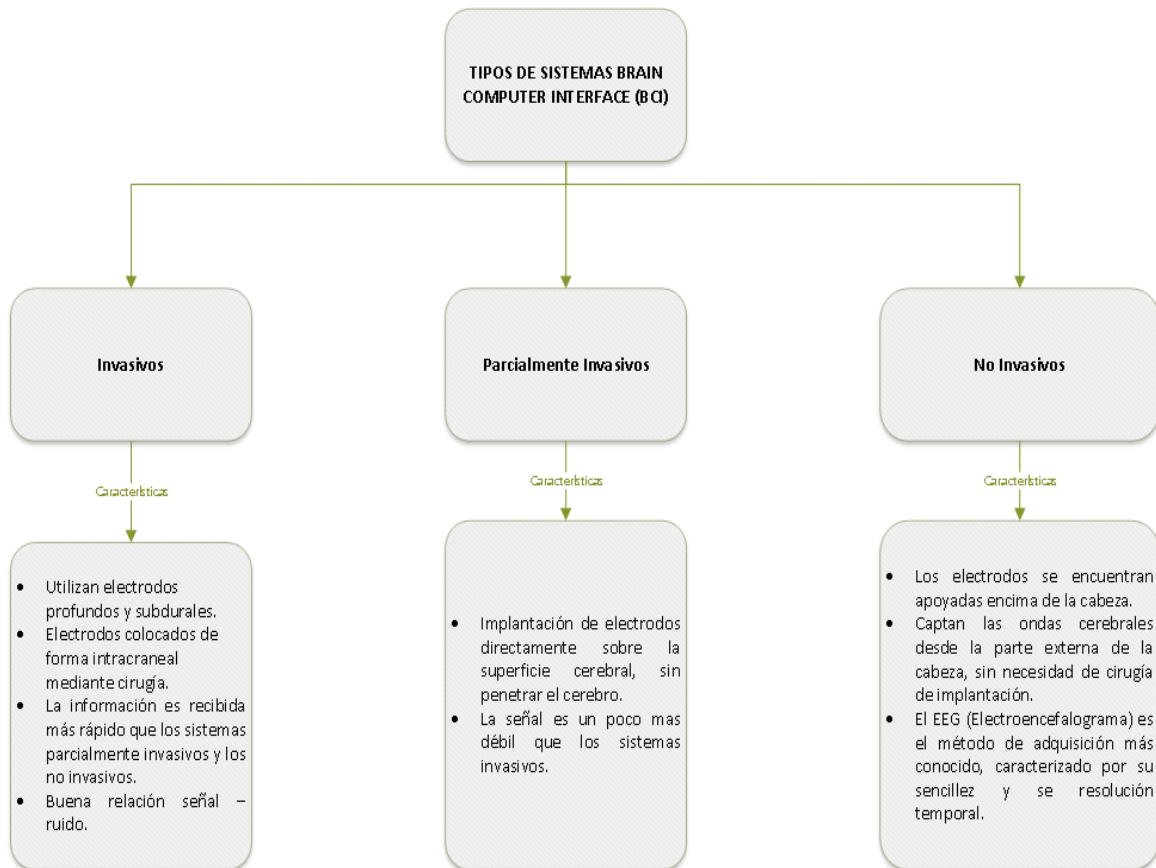 TIPOS DE SISTEMAS BRAIN
COMPUTER INTERFACE (BCI)
Invasivos
Parcialmente Invasivos
No Invasivos
Características
Características
Características
• Utilizan electrodos
profundos y subdurales.
• Electrodos colocados de
forma intracraneal
mediante cirugía.
• La información es recibida
más rápido que los sistemas
parcialmente invasivos y los
no invasivos.
• Buena relación señal –
ruido.
• Implantación de electrodos
directamente sobre la
superficie cerebral, sin
penetrar el cerebro.
• La señal es un poco mas
débil que los sistemas
invasivos.
• Los electrodos se encuentran
apoyadas encima de la cabeza.
• Captan las ondas cerebrales
desde la parte externa de la
cabeza, sin necesidad de cirugía
de implantación.
• El EEG (Electroencefalograma) es
el método de adquisición más
conocido, caracterizado por su
sencillez y se resolución
temporal.